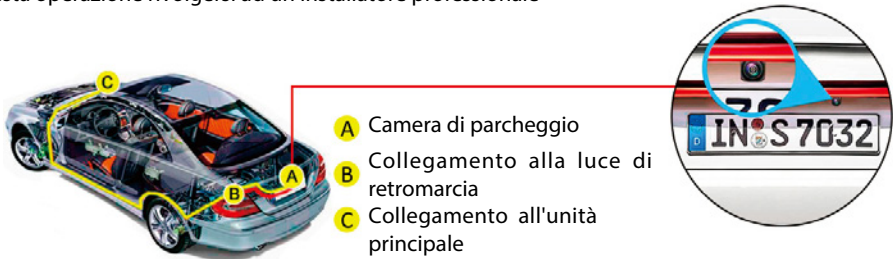 C
B
A
A Camera di parcheggio
B Collegamento alla luce di
retromarcia
C Collegamento all'unità
principale
D IN S 7032